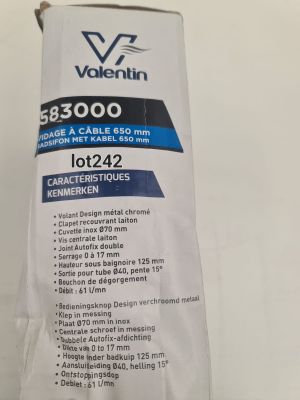 Valentin
583000
VIDAGE À CÂBLE 650 mm
BADSIFON MET KABEL 650 mm
lot242
CARACTÉRISTIQUES
KENMERKEN
• Volant Design métal chromé
• Clapet recouvrant laiton
• Cuvette inox Ø70 mm
• Vis centrale laiton
• Joint Autofix double
• Serrage 0 à 17 mm
• Hauteur sous baignoire 125 mm
• Sortie pour tube Ø40, pente 15°
• Bouchon de dégorgement
• Débit : 61 l/mn
• Bedieningsknop Design verchroomd metaal
• Klep in messing
• Plaat Ø70 mm in inox
• Centrale schroef in messing
• Dubbele Autofix-afdichting
• Dikte van 0 to 17 mm
• Hoogte onder badkuip 125 mm
• Aansluiteiding Ø40, helling 15°
• Ontstoppingsdop
• Debiet : 61 l/mn